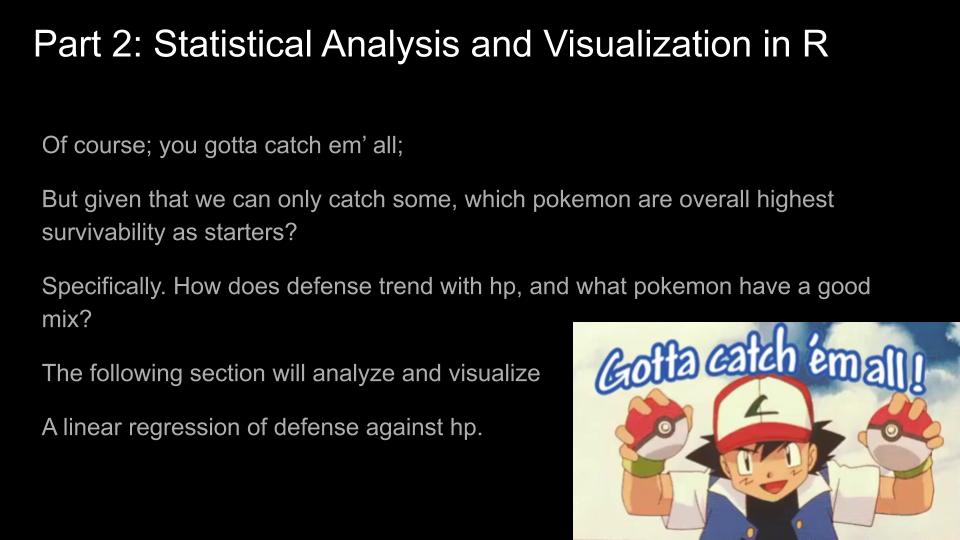 Part 2: Statistical Analysis and Visualization in R
Of course; you gotta catch em’ all;
But given that we can only catch some, which pokemon are overall highest
survivability as starters?
Specifically. How does defense trend with hp, and what pokemon have a good
mix?
The following section will analyze and visualize
A linear regression of defense against hp.
Gotta catch ‘em all!